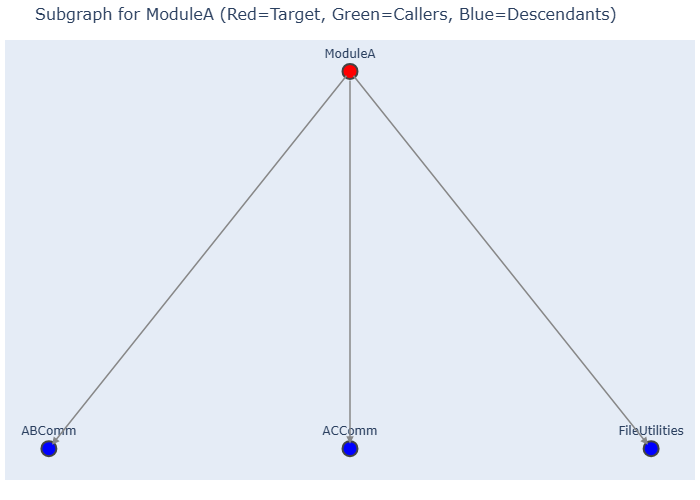 Subgraph for ModuleA (Red=Target, Green=Callers, Blue=Descendants)
ModuleA
ABComm
ACComm
FileUtilities